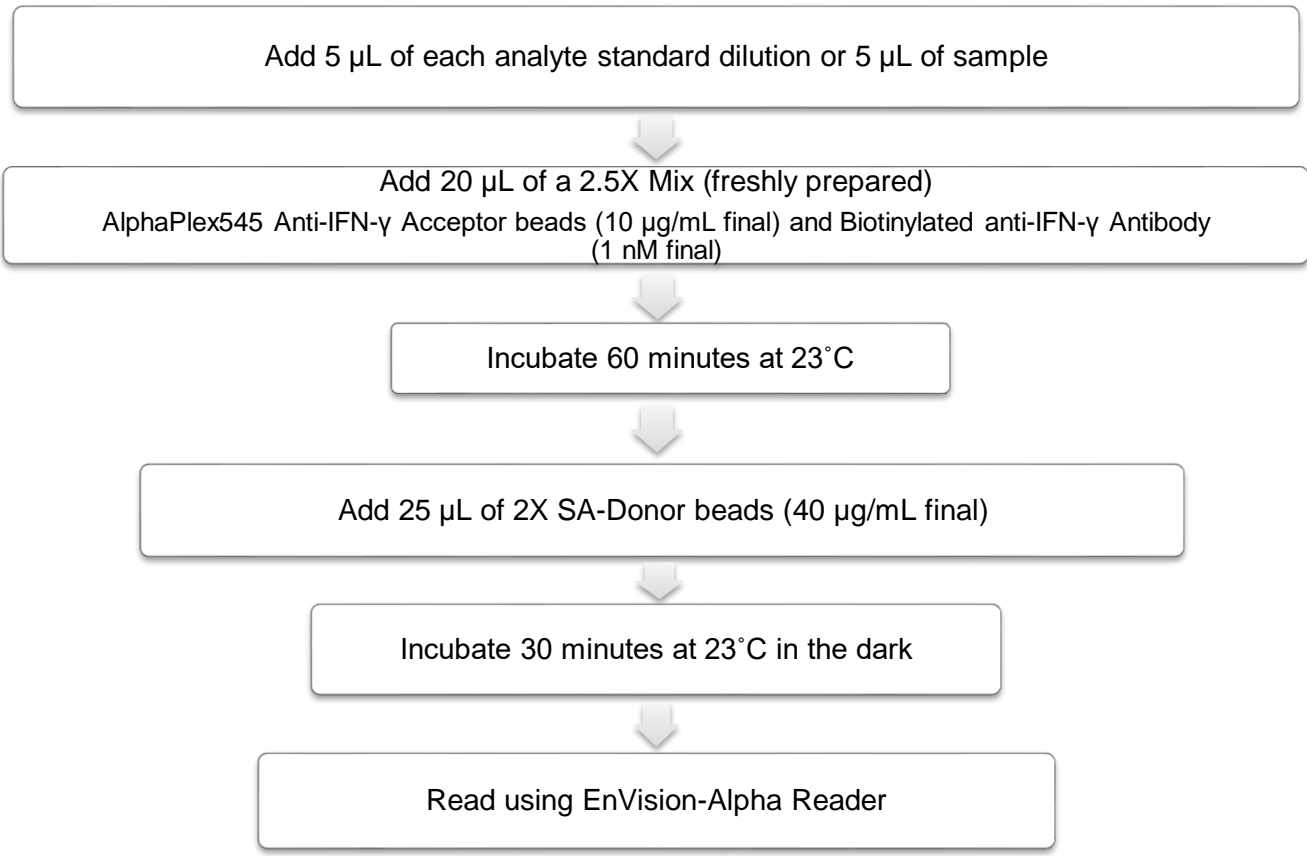 Add 5 µL of each analyte standard dilution or 5 µL of sample
Add 20 µL of a 2.5X Mix (freshly prepared)
AlphaPlex545 Anti-IFN-γ Acceptor beads (10 µg/mL final) and Biotinylated anti-IFN-γ Antibody
(1 nM final)
Incubate 60 minutes at 23˚C
Add 25 µL of 2X SA-Donor beads (40 µg/mL final)
Incubate 30 minutes at 23˚C in the dark
Read using EnVision-Alpha Reader